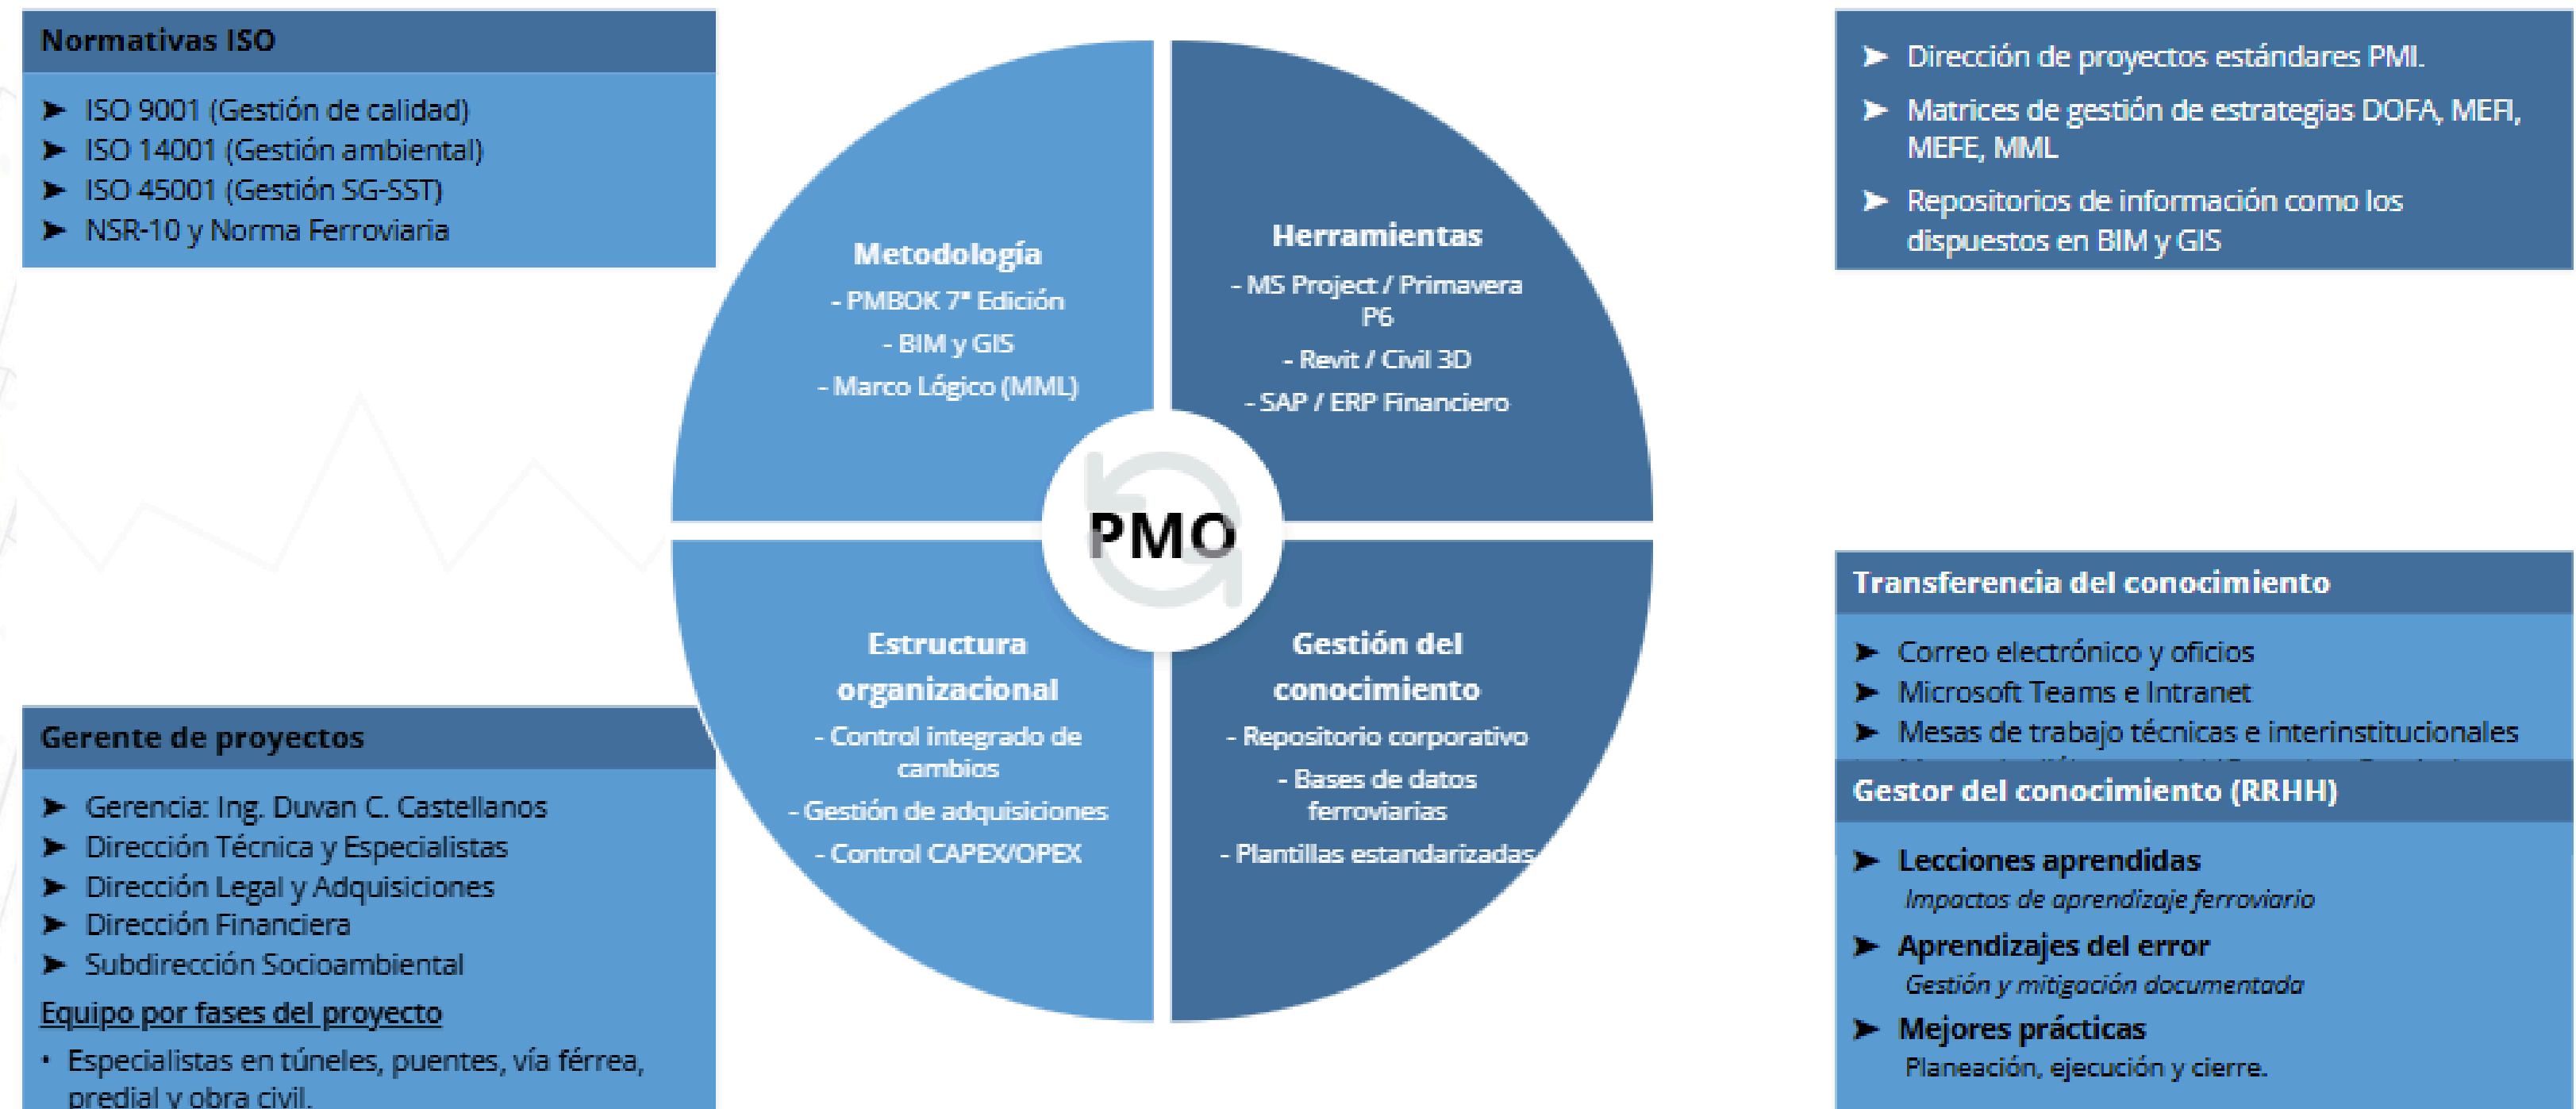 Normativas ISO
➤ ISO 9001 (Gestión de calidad)
➤ ISO 14001 (Gestión ambiental)
➤ ISO 45001 (Gestión SG-SST)
➤ NSR-10 y Norma Ferroviaria
Metodología
- PMBOK 7ª Edición
- BIM y GIS
- Marco Lógico (MML)
Herramientas
- MS Project / Primavera
P6
- Revit / Civil 3D
- SAP / ERP Financiero
➤ Dirección de proyectos estándares PMI.
➤ Matrices de gestión de estrategias DOFA, MEFI,
MEFE, MML
➤ Repositorios de información como los
dispuestos en BIM y GIS
PMO
Gerente de proyectos
➤ Gerencia: Ing. Duvan C. Castellanos
➤ Dirección Técnica y Especialistas
➤ Dirección Legal y Adquisiciones
➤ Dirección Financiera
➤ Subdirección Socioambiental
Equipo por fases del proyecto
• Especialistas en túneles, puentes, vía férrea,
predial y obra civil.
Estructura
organizacional
- Control integrado de
cambios
- Gestión de adquisiciones
- Control CAPEX/OPEX
Gestión del
conocimiento
- Repositorio corporativo
- Bases de datos
ferroviarias
- Plantillas estandarizadas
Transferencia del conocimiento
➤ Correo electrónico y oficios
➤ Microsoft Teams e Intranet
➤ Mesas de trabajo técnicas e interinstitucionales
Gestor del conocimiento (RRHH)
➤ Lecciones aprendidas
Impactos de aprendizaje ferroviario
➤ Aprendizajes del error
Gestión y mitigación documentada
➤ Mejores prácticas
Planeación, ejecución y cierre.